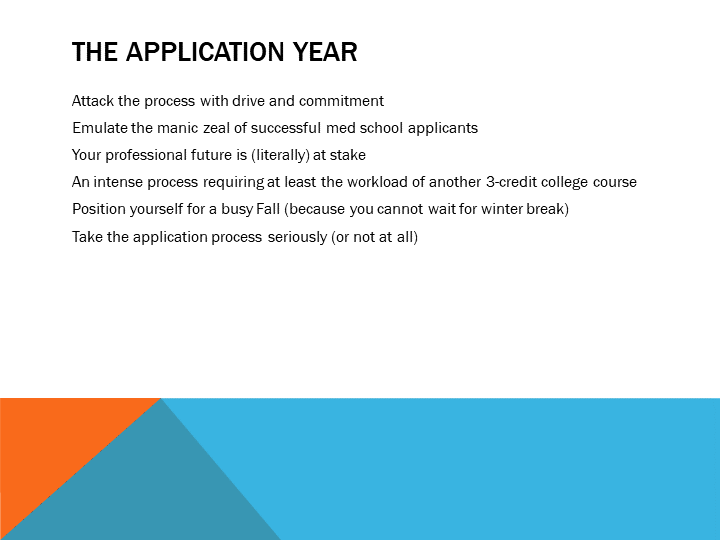 THE APPLICATION YEAR
Attack the process with drive and commitment
Emulate the manic zeal of successful med school applicants
Your professional future is (literally) at stake
An intense process requiring at least the workload of another 3-credit college course
Position yourself for a busy Fall (because you cannot wait for winter break)
Take the application process seriously (or not at all)